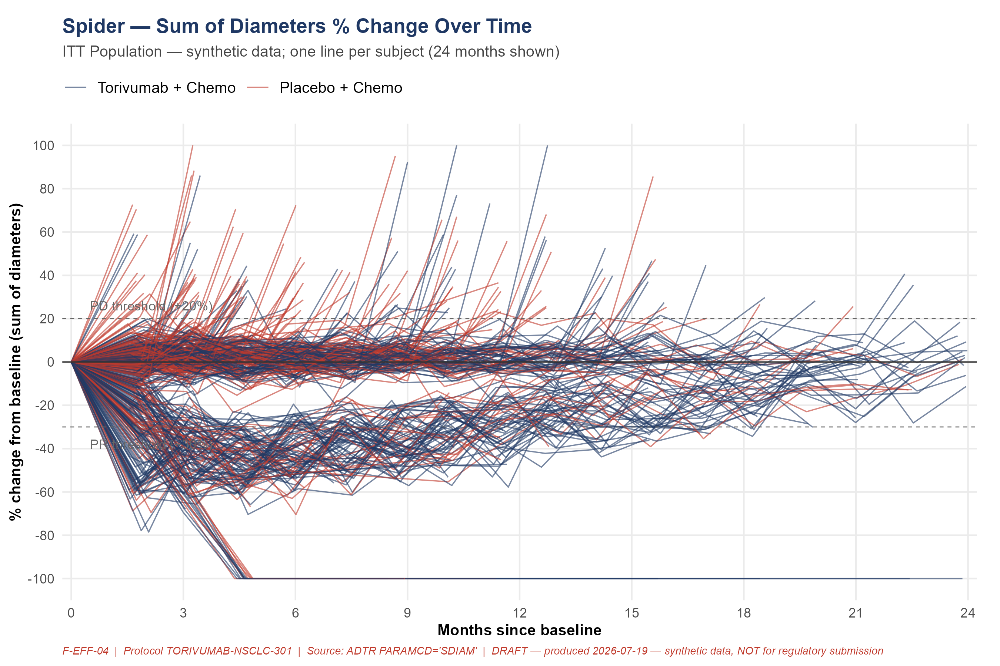 Spider — Sum of Diameters % Change Over Time
ITT Population — synthetic data; one line per subject (24 months shown)
Torivumab + Chemo
Placebo + Chemo
% change from baseline (sum of diameters)
100
80
60
40
PD threshold (+20%)
20
0
-20
PR threshold (-30%)
-40
-60
-80
-100
0 3 6 9 12 15 18 21 24
Months since baseline
F-EFF-04 | Protocol TORIVUMAB-NSCLC-301 | Source: ADTR PARAMCD='SDIAM' | DRAFT — produced 2026-07-19 — synthetic data, NOT for regulatory submission